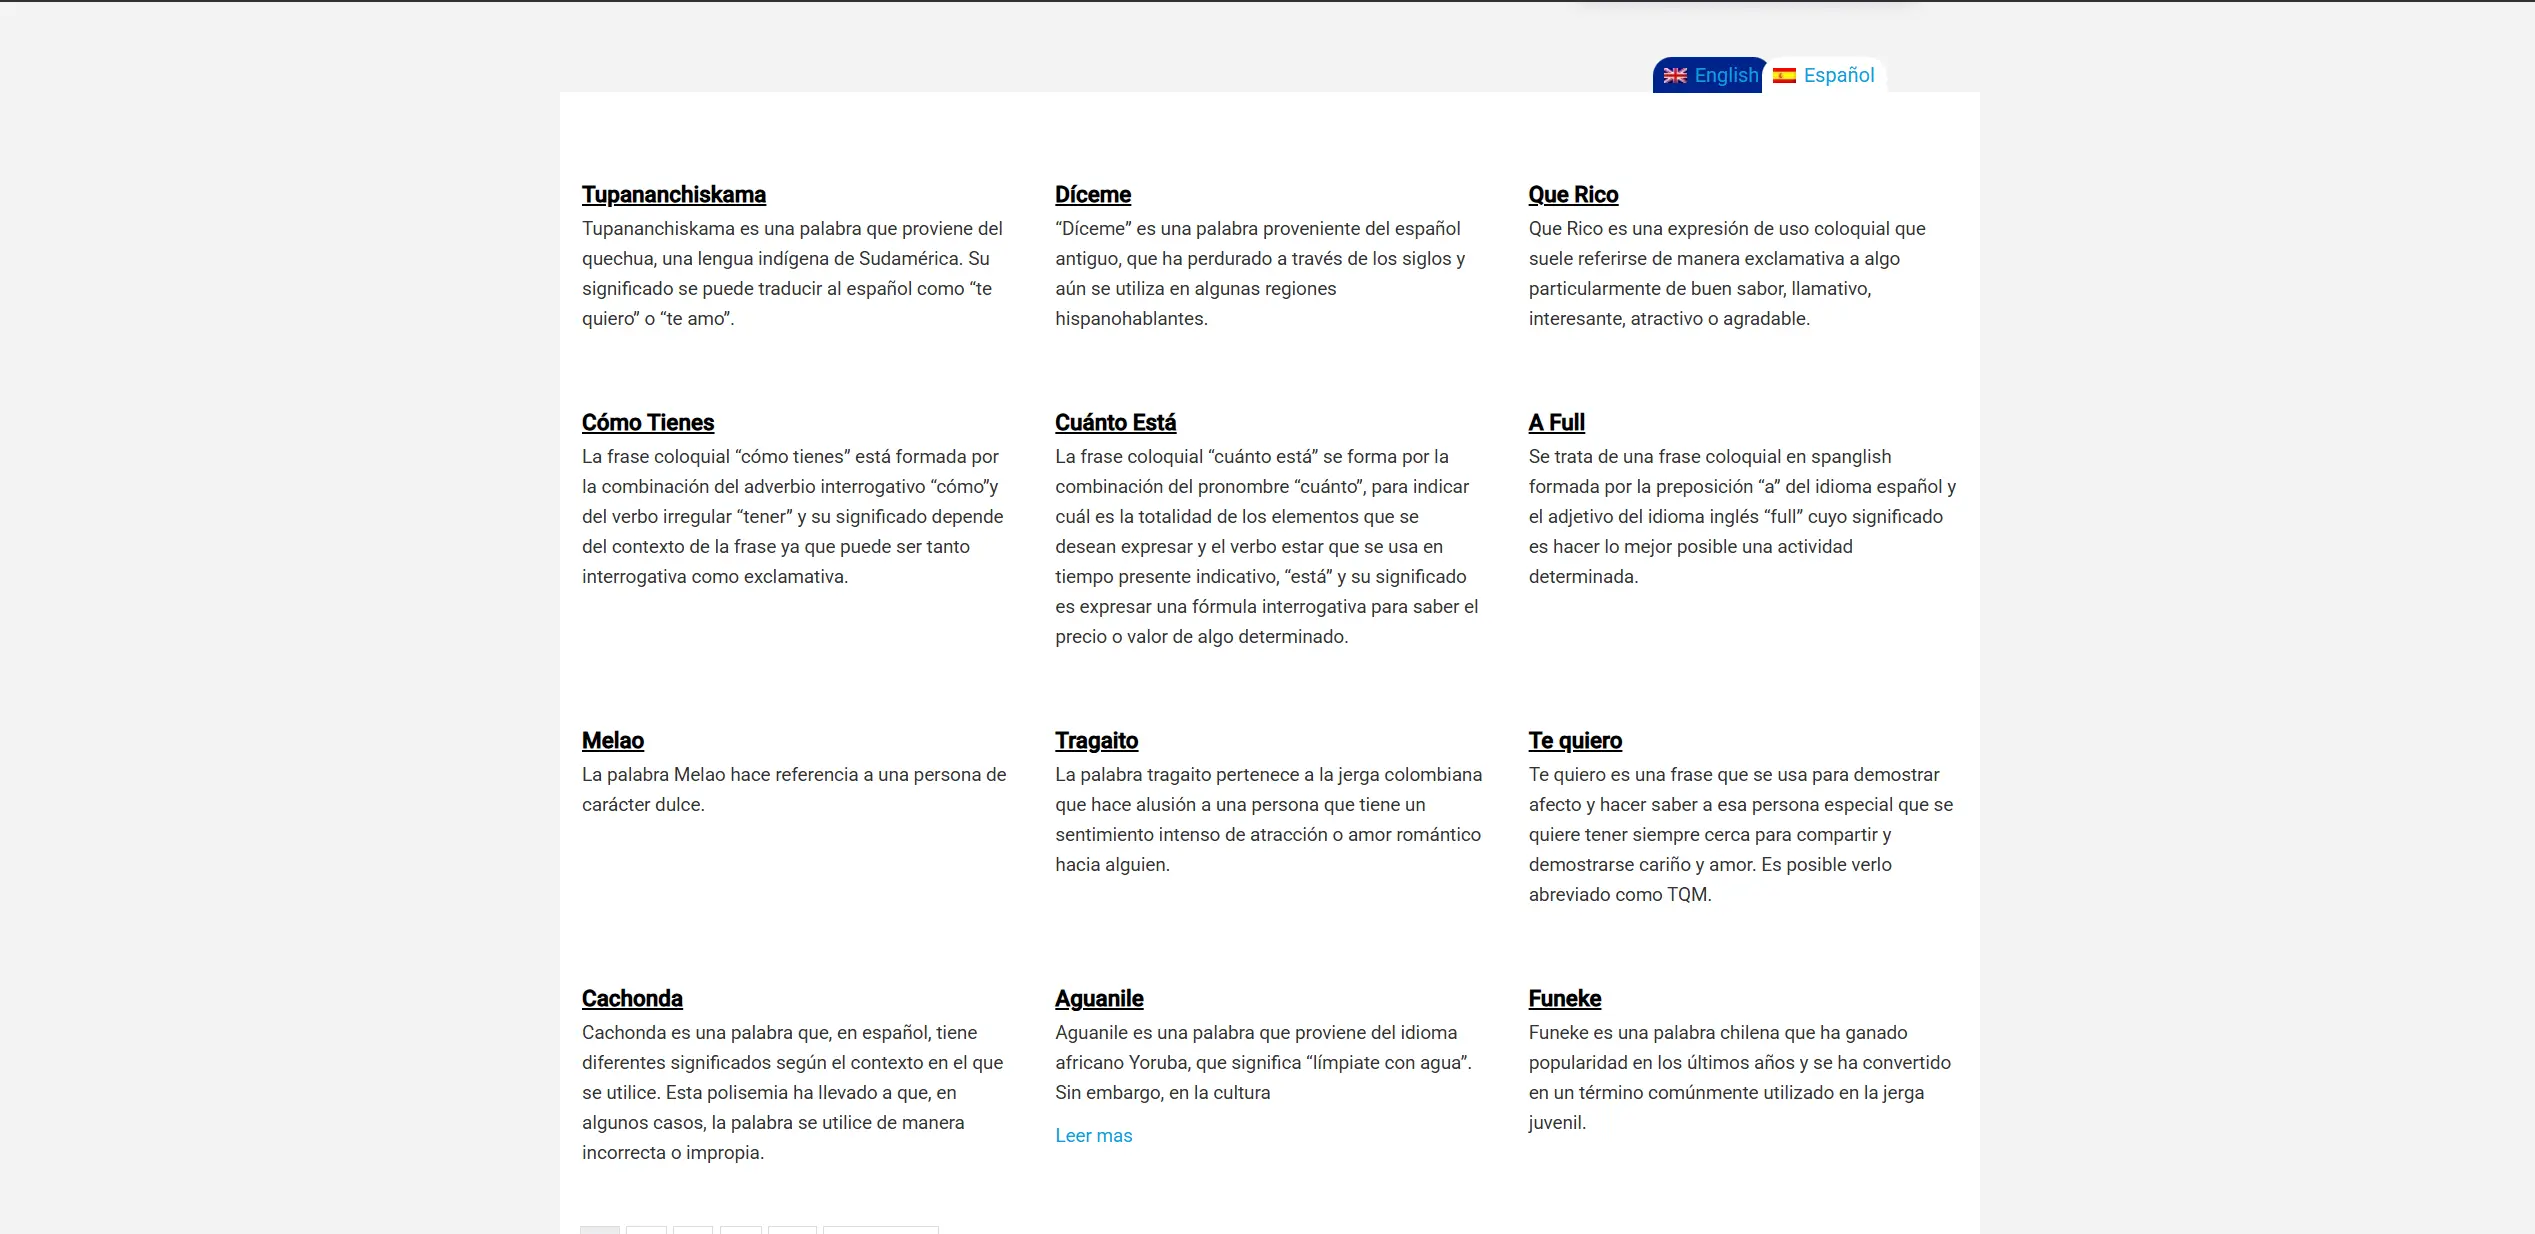 English
Español
Tupananchiskama
Tupananchiskama es una palabra que proviene del
quechua, una lengua indígena de Sudamérica. Su
significado se puede traducir al español como “te
quiero” o “te amo”.
Díceme
“Díceme” es una palabra proveniente del español
antiguo, que ha perdurado a través de los siglos y
aún se utiliza en algunas regiones
hispanohablantes.
Que Rico
Que Rico es una expresión de uso coloquial que
suele referirse de manera exclamativa a algo
particularmente de buen sabor, llamativo,
interesante, atractivo o agradable.
Cómo Tienes
La frase coloquial “cómo tienes” está formada por
la combinación del adverbio interrogativo “cómo”y
del verbo irregular “tener” y su significado depende
del contexto de la frase ya que puede ser tanto
interrogativa como exclamativa.
Cuánto Está
La frase coloquial “cuánto está” se forma por la
combinación del pronombre “cuánto”, para indicar
cuál es la totalidad de los elementos que se
desean expresar y el verbo estar que se usa en
tiempo presente indicativo, “está” y su significado
es expresar una fórmula interrogativa para saber el
precio o valor de algo determinado.
A Full
Se trata de una frase coloquial en spanglish
formada por la preposición “a” del idioma español y
el adjetivo del idioma inglés “full” cuyo significado
es hacer lo mejor posible una actividad
determinada.
Melao
La palabra Melao hace referencia a una persona de
carácter dulce.
Tragaito
La palabra tragaito pertenece a la jerga colombiana
que hace alusión a una persona que tiene un
sentimiento intenso de atracción o amor romántico
hacia alguien.
Te quiero
Te quiero es una frase que se usa para demostrar
afecto y hacer saber a esa persona especial que se
quiere tener siempre cerca para compartir y
demostrarse cariño y amor. Es posible verlo
abreviado como TQM.
Cachonda
Cachonda es una palabra que, en español, tiene
diferentes significados según el contexto en el que
se utilice. Esta polisemia ha llevado a que, en
algunos casos, la palabra se utilice de manera
incorrecta o impropia.
Aguanile
Aguanile es una palabra que proviene del idioma
africano Yoruba, que significa “límpiate con agua”.
Sin embargo, en la cultura
Leer mas
Funeke
Funeke es una palabra chilena que ha ganado
popularidad en los últimos años y se ha convertido
en un término comúnmente utilizado en la jerga
juvenil.